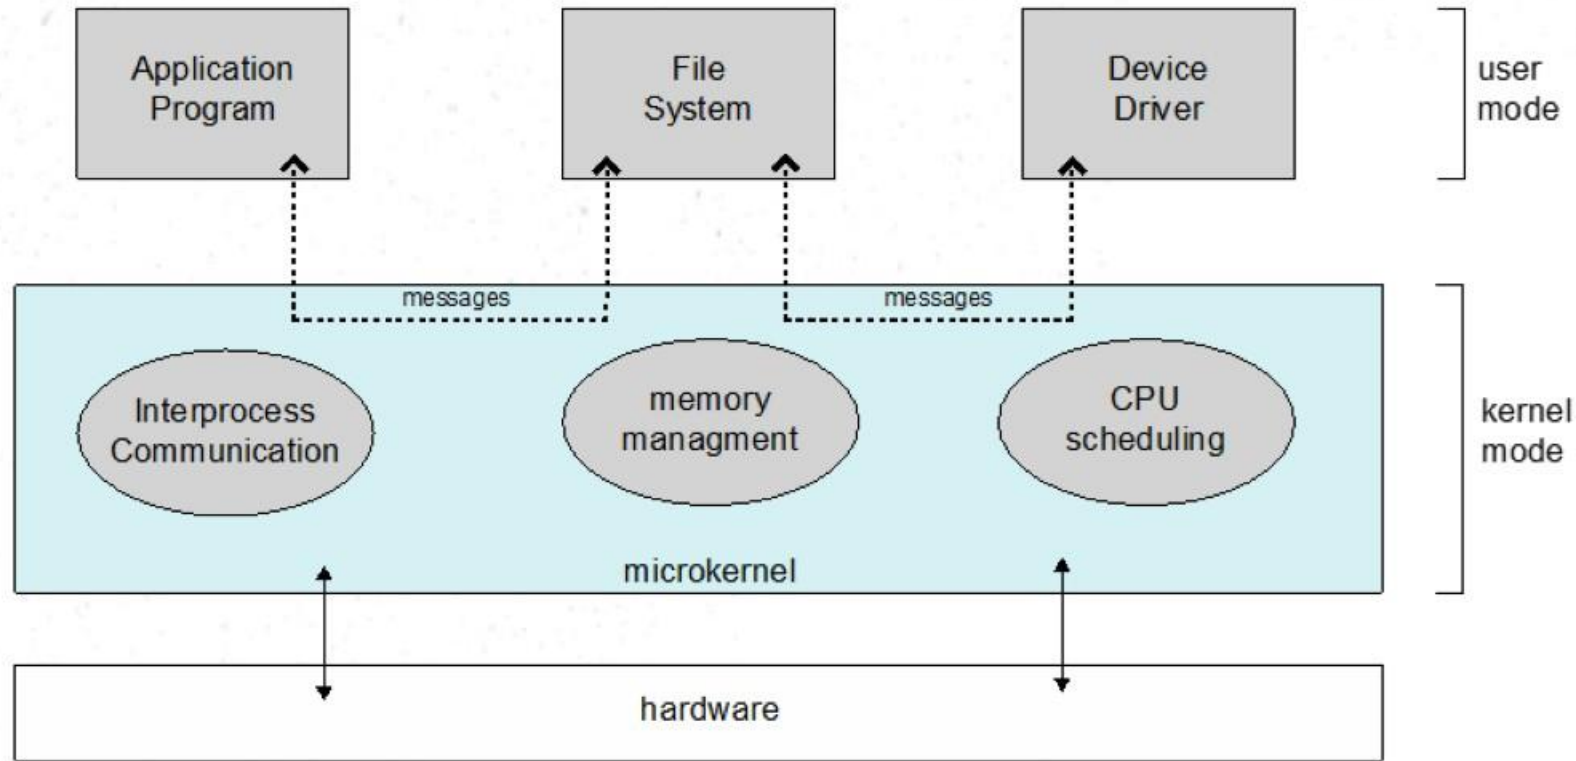 Application
Program
File
System
Device
Driver
user
mode
messages
messages
Interprocess
Communication
memory
managment
CPU
scheduling
kernel
mode
microkernel
hardware